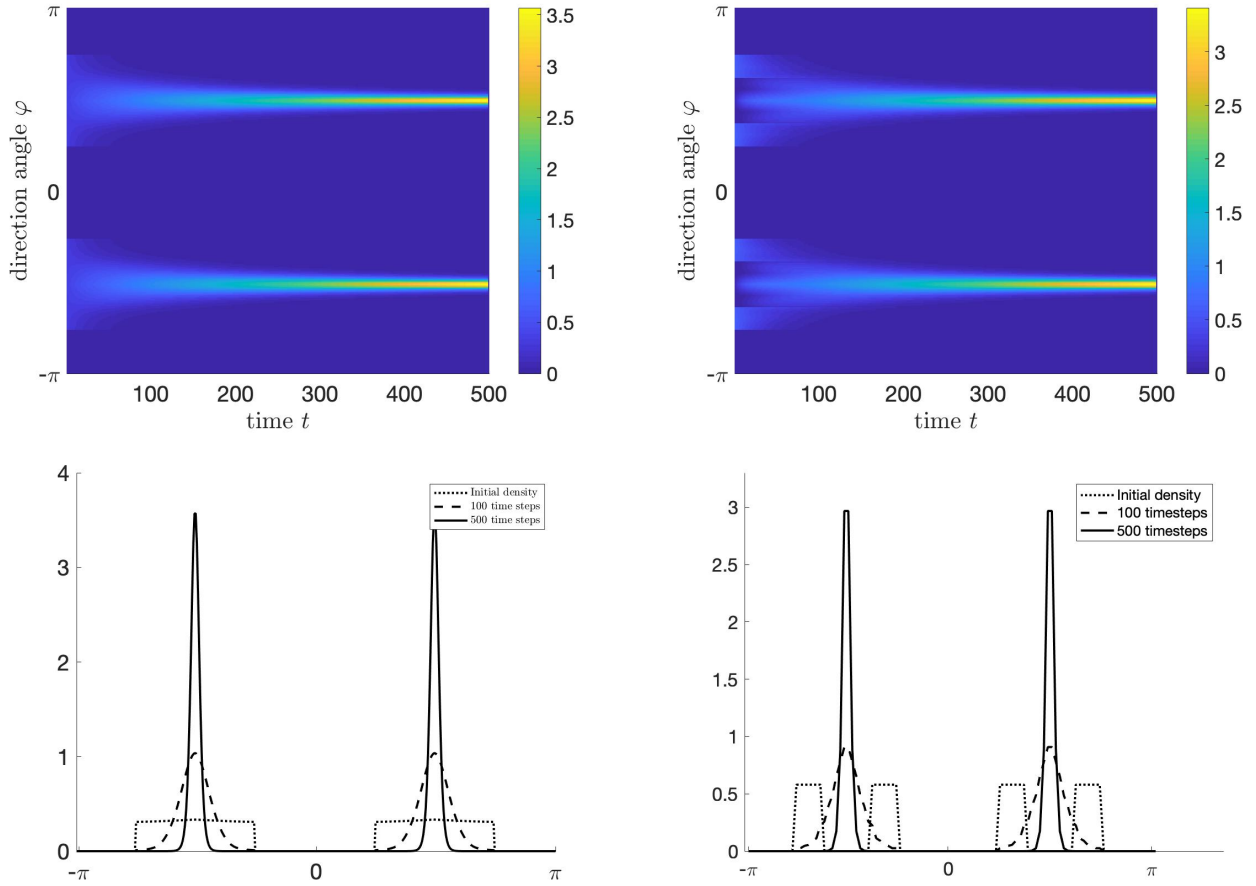 π
0
-π
direction angle φ
100
200
300
400
500
time t
3.5
3
2.5
2
1.5
1
0.5
0
π
0
-π
direction angle φ
100
200
300
400
500
time t
3
2.5
2
1.5
1
0.5
0
4
3
2
1
0
-π
0
π
Initial density
100 time steps
500 time steps
3
2.5
2
1.5
1
0.5
0
-π
0
π
Initial density
100 timesteps
500 timesteps